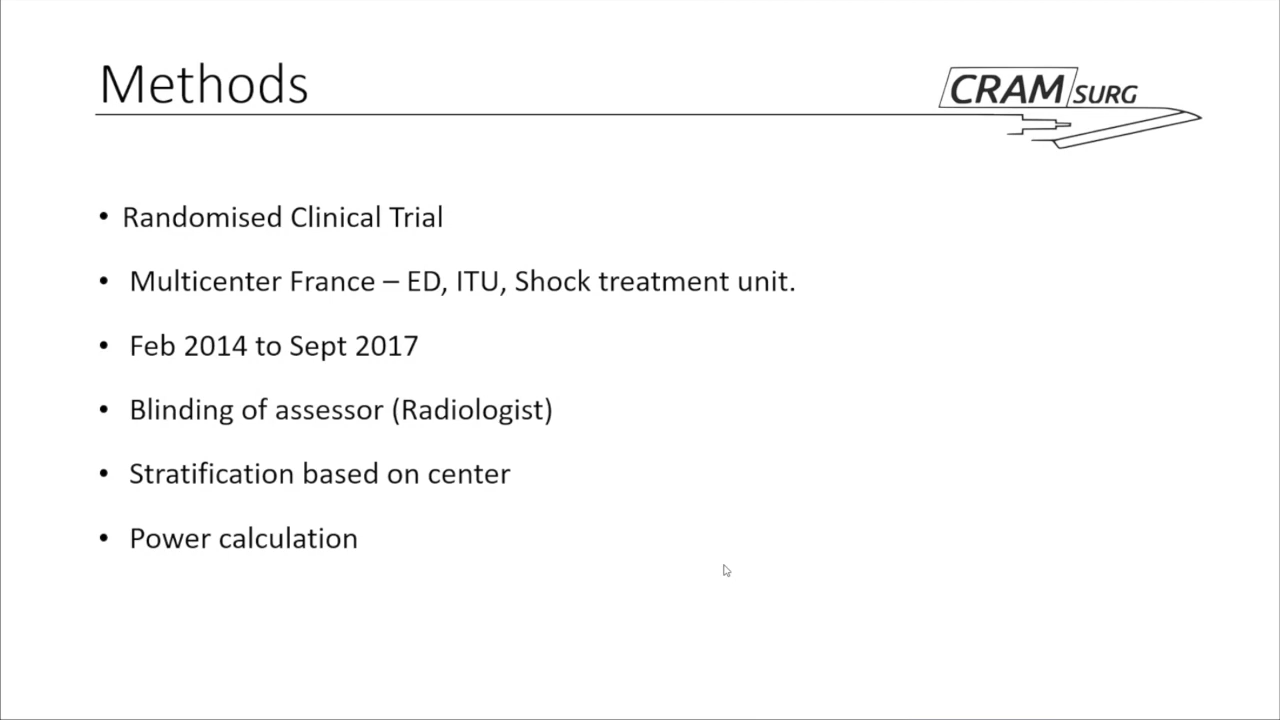 Methods
CRAM SURG
• Randomised Clinical Trial
• Multicenter France – ED, ITU, Shock treatment unit.
• Feb 2014 to Sept 2017
• Blinding of assessor (Radiologist)
• Stratification based on center
• Power calculation